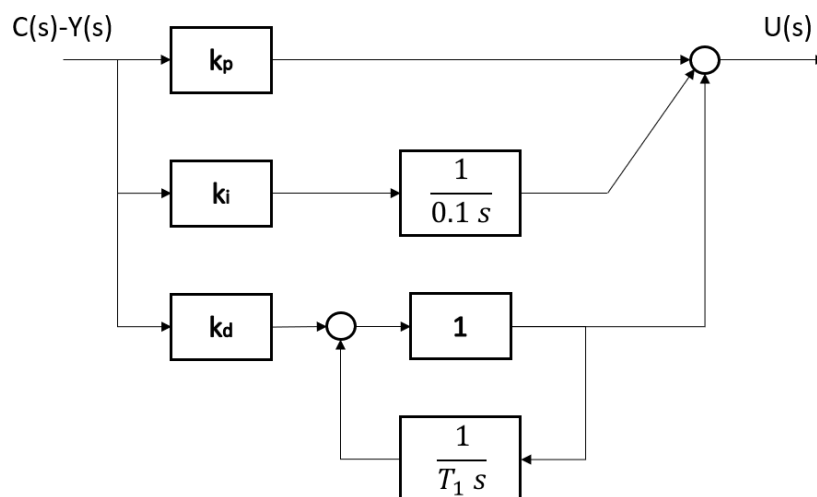 C(s)-Y(s)
U(s)
kp
ki
1
0.1 s
kd
1
1
T₁ s